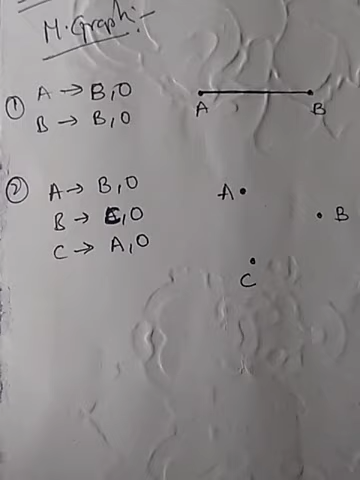 M. Graph:-
① A → B, 0
B → B, 0
A B
② A → B, 0
B → C, 0
C → A, 0
A
B
C